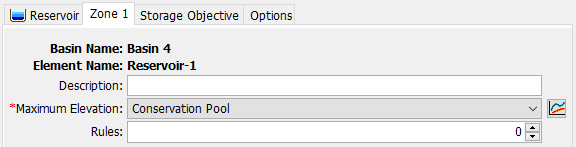 Reservoir Zone 1 Storage Objective Options
Basin Name: Basin 4
Element Name: Reservoir-1
Description:
*Maximum Elevation: Conservation Pool
Rules: 0